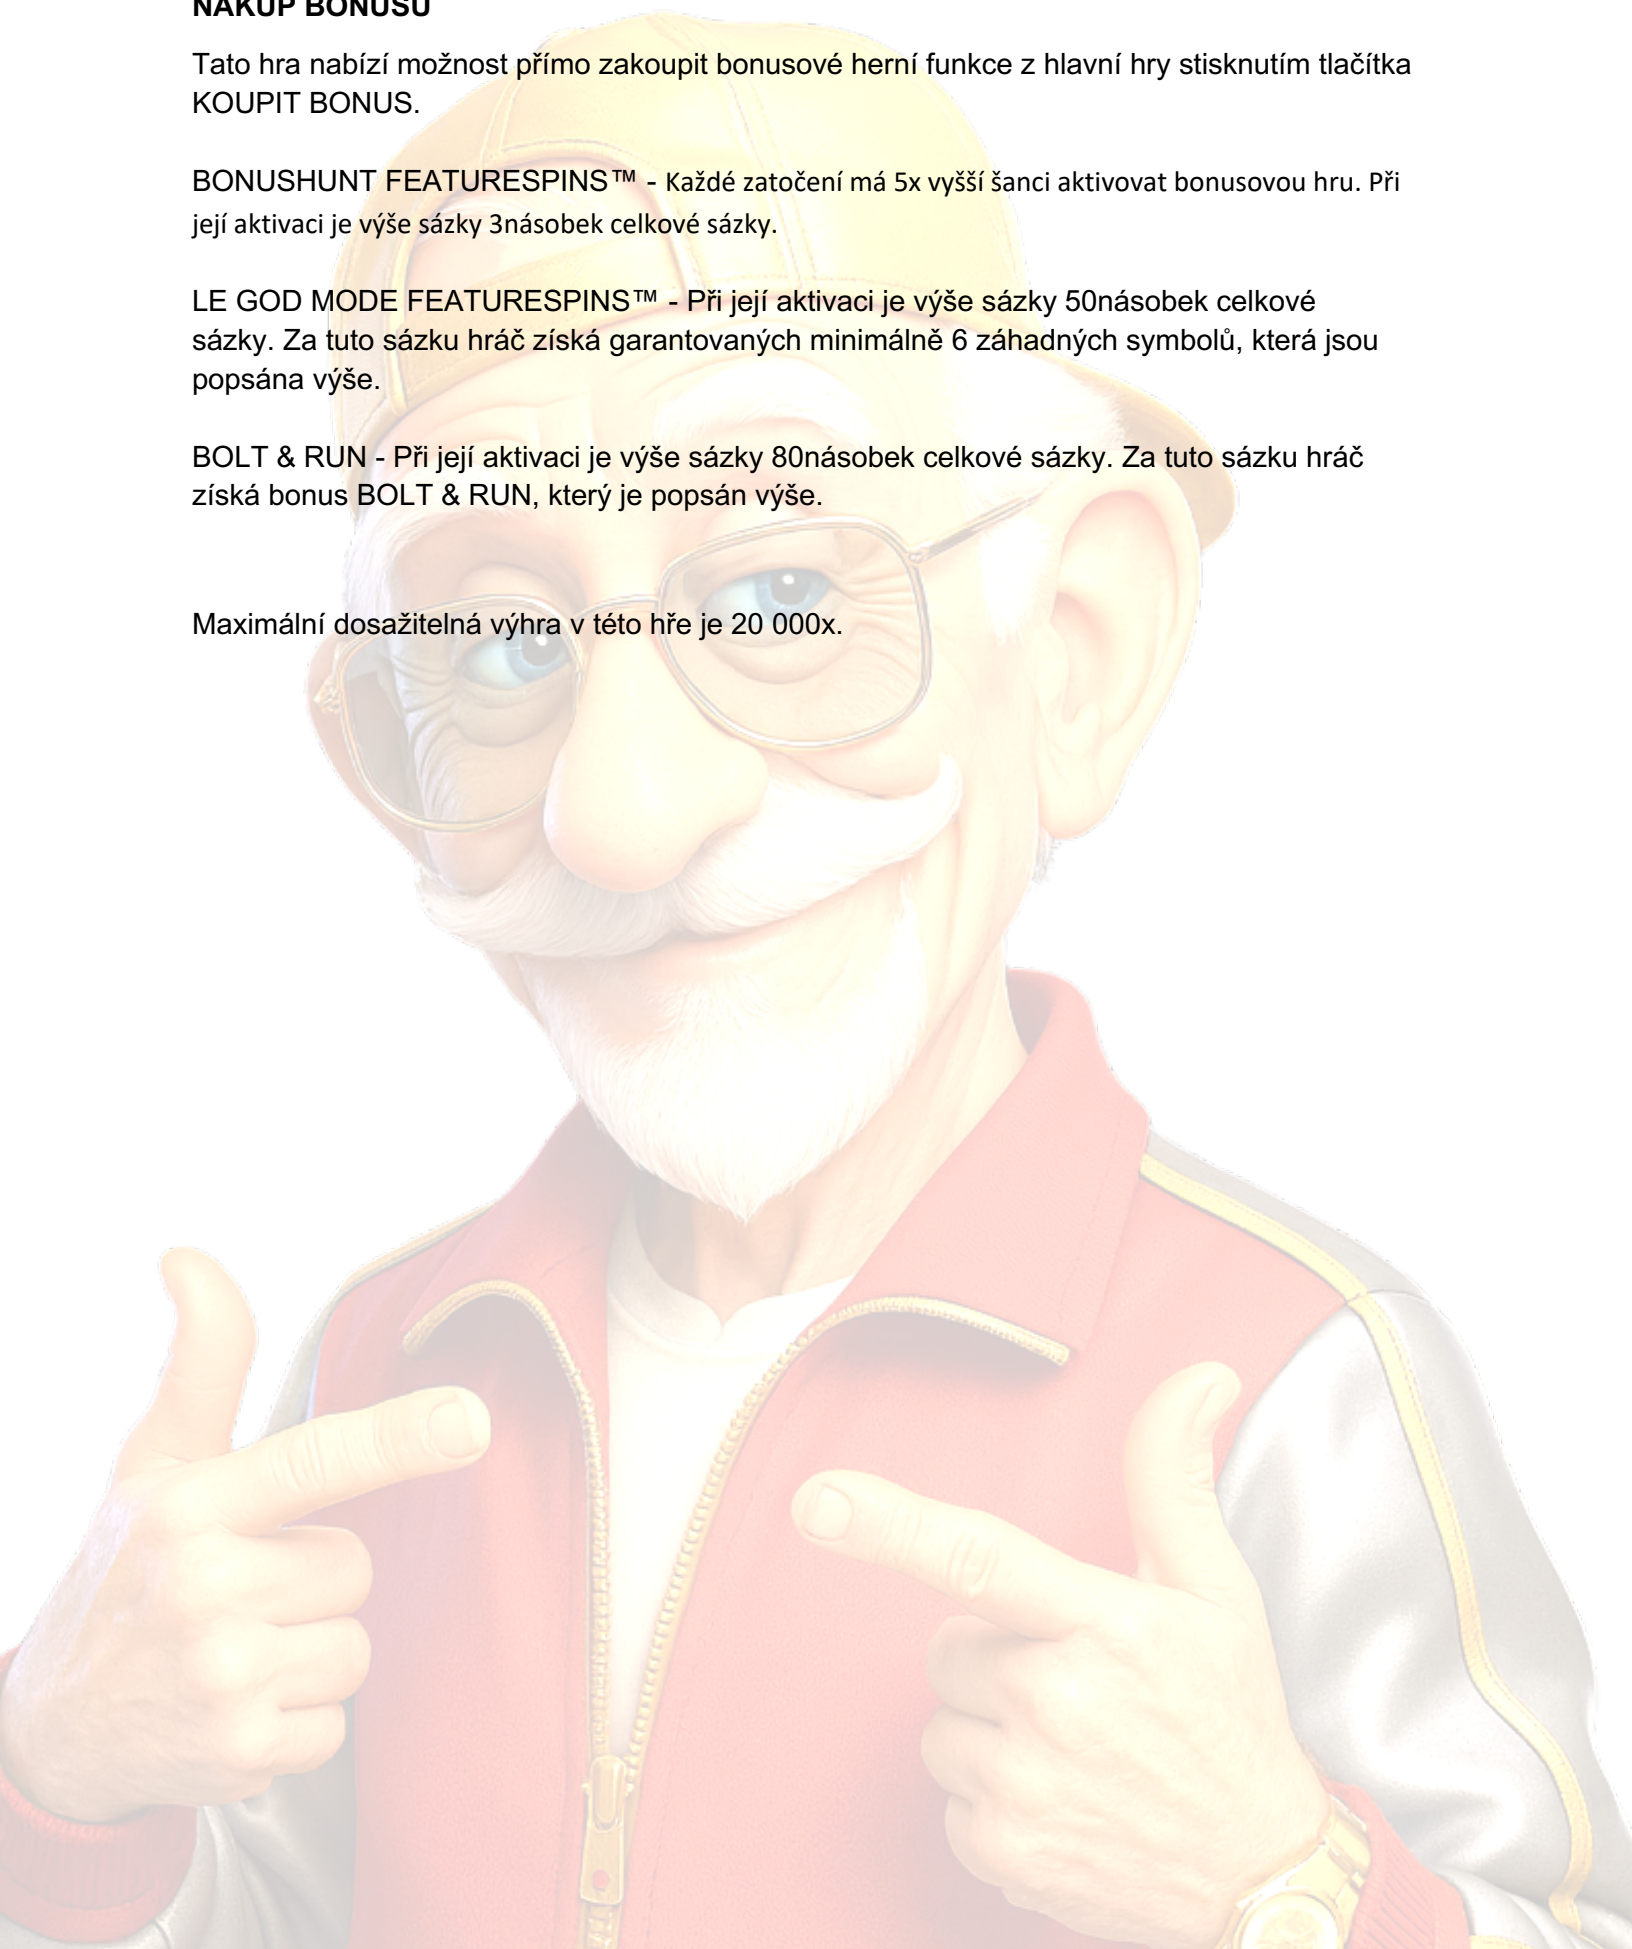 NÁKUP BONUSU
Tato hra nabízí možnost přímo zakoupit bonusové herní funkce z hlavní hry stisknutím tlačítka
KOUPIT BONUS.
BONUSHUNT FEATURESPINS™ - Každé zatočení má 5x vyšší šanci aktivovat bonusovou hru. Při
její aktivaci je výše sázky 3násobek celkové sázky.
LE GOD MODE FEATURESPINS™ - Při její aktivaci je výše sázky 50násobek celkové
sázky. Za tuto sázku hráč získá garantovaných minimálně 6 záhadných symbolů, která jsou
popsána výše.
BOLT & RUN - Při její aktivaci je výše sázky 80násobek celkové sázky. Za tuto sázku hráč
získá bonus BOLT & RUN, který je popsán výše.
Maximální dosažitelná výhra v této hře je 20 000x.